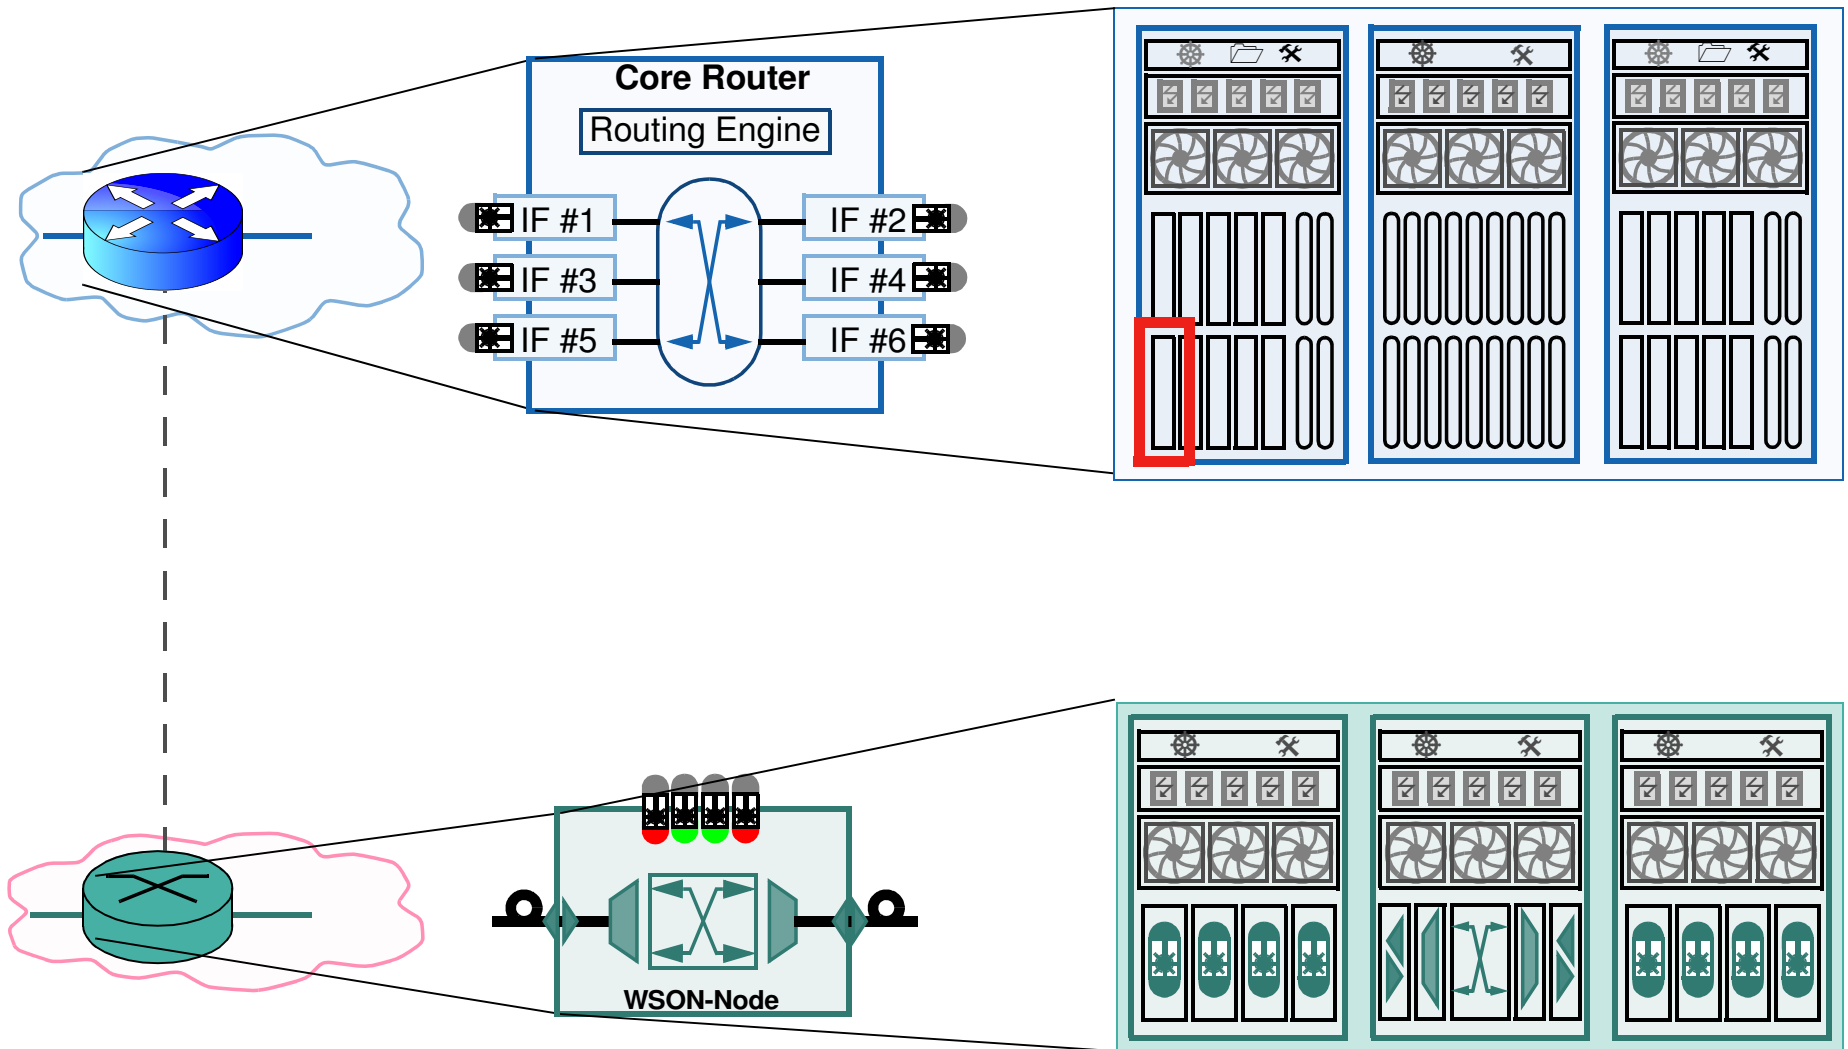 Core Router
Routing Engine
IF #1
IF #2
IF #3
IF #4
IF #5
IF #6
WSON-Node